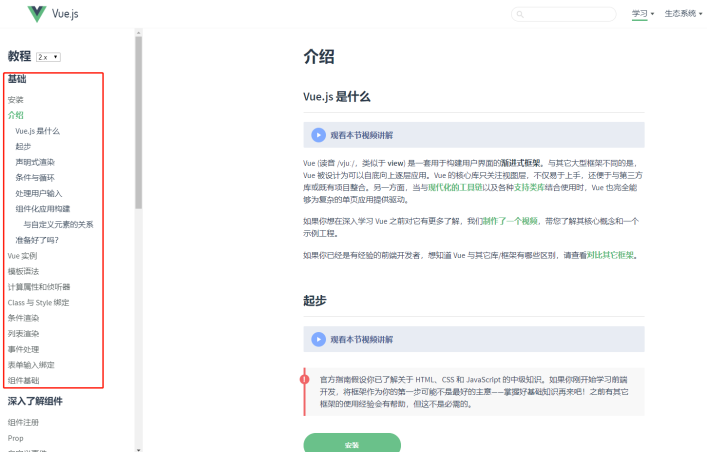 Vue.js
学习
生态系统
教程 2.x
基础
安装
介绍
Vue.js 是什么
起步
声明式渲染
条件与循环
处理用户输入
组件化应用构建
与自定义元素的关系
准备好了吗?
Vue 实例
模板语法
计算属性和侦听器
Class 与 Style 绑定
条件渲染
列表渲染
事件处理
表单输入绑定
组件基础
深入了解组件
组件注册
Prop
介绍
Vue.js 是什么
观看本节视频讲解
Vue (读音 /vjuː/，类似于 view) 是一套用于构建用户界面的渐进式框架。与其它大型框架不同的是，
Vue 被设计为可以自底向上逐层应用。Vue 的核心库只关注视图层，不仅易于上手，还便于与第三方
库或既有项目整合。另一方面，当与现代化的工具链以及各种支持类库结合使用时，Vue 也完全能
够为复杂的单页应用提供驱动。
如果你想在深入学习 Vue 之前对它有更多了解，我们制作了一个视频，带您了解其核心概念和一个
示例工程。
如果你已经是有经验的前端开发者，想知道 Vue 与其它库/框架有哪些区别，请查看对比其它框架。
起步
观看本节视频讲解
官方指南假设你已了解关于 HTML、CSS 和 JavaScript 的中级知识。如果你刚开始学习前端
开发，将框架作为你的第一步可能不是最好的主意——掌握好基础知识再来吧！之前有其它
框架的使用经验会有帮助，但这不是必需的。
安装